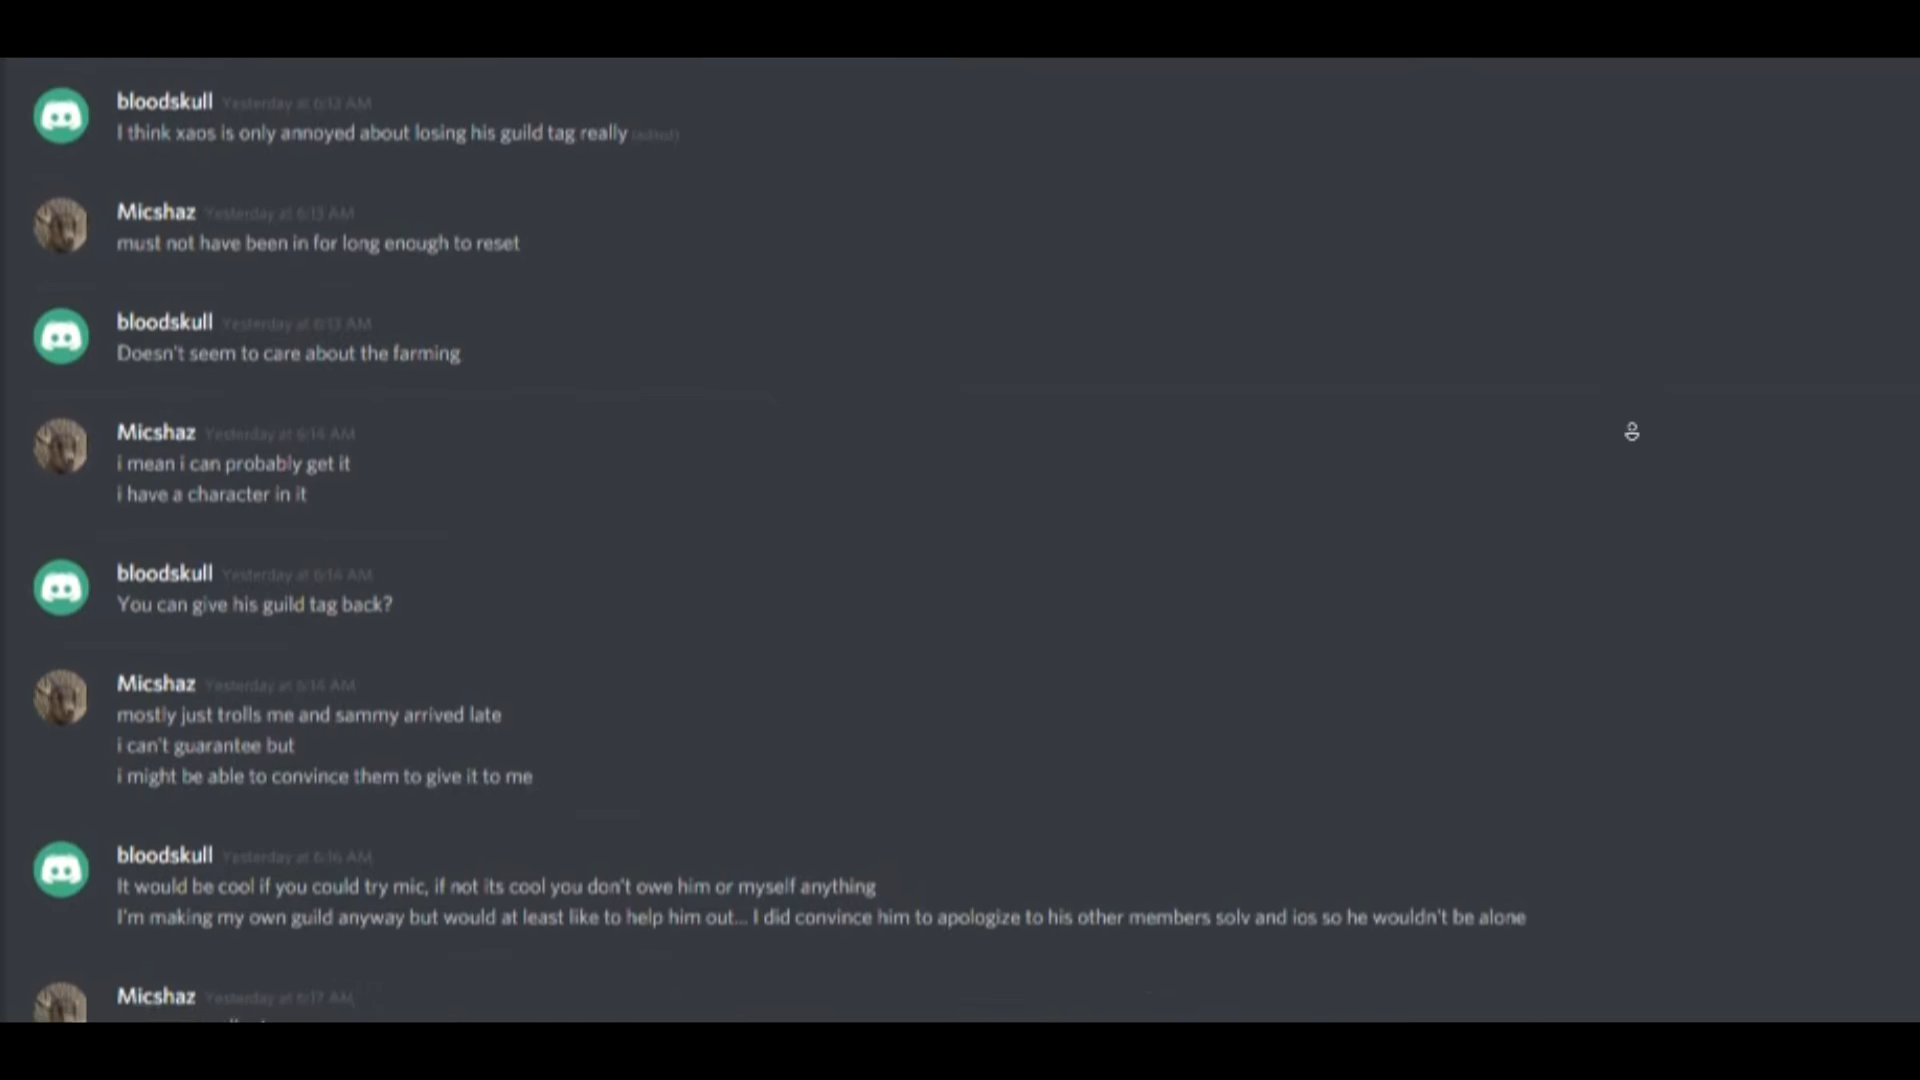 bloodskull Yesterday at 6:13 AM
I think xaos is only annoyed about losing his guild tag really (edited)
Micshaz Yesterday at 6:13 AM
must not have been in for long enough to reset
bloodskull Yesterday at 6:13 AM
Doesn't seem to care about the farming
Micshaz Yesterday at 6:14 AM
i mean i can probably get it
i have a character in it
bloodskull Yesterday at 6:14 AM
You can give his guild tag back?
Micshaz Yesterday at 6:14 AM
mostly just trolls me and sammy arrived late
i can't guarantee but
i might be able to convince them to give it to me
bloodskull Yesterday at 6:16 AM
It would be cool if you could try mic, if not its cool you don't owe him or myself anything
I'm making my own guild anyway but would at least like to help him out... I did convince him to apologize to his other members solv and ios so he wouldn't be alone
Micshaz Yesterday at 6:17 AM